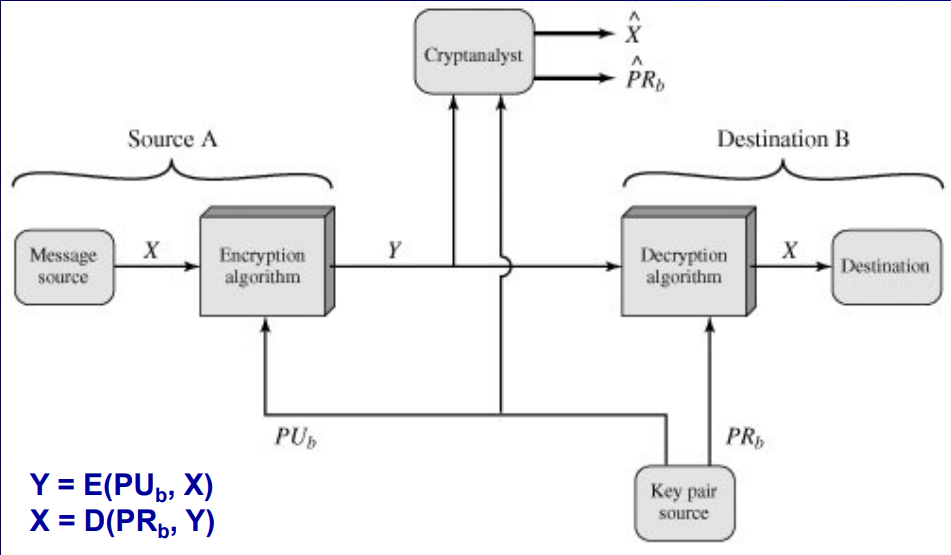 Cryptanalyst
X̂
P̂R_b
Source A
Destination B
Message
source
X
Encryption
algorithm
Y
Decryption
algorithm
X
Destination
PU_b
PR_b
Key pair
source
Y = E(PU_b, X)
X = D(PR_b, Y)